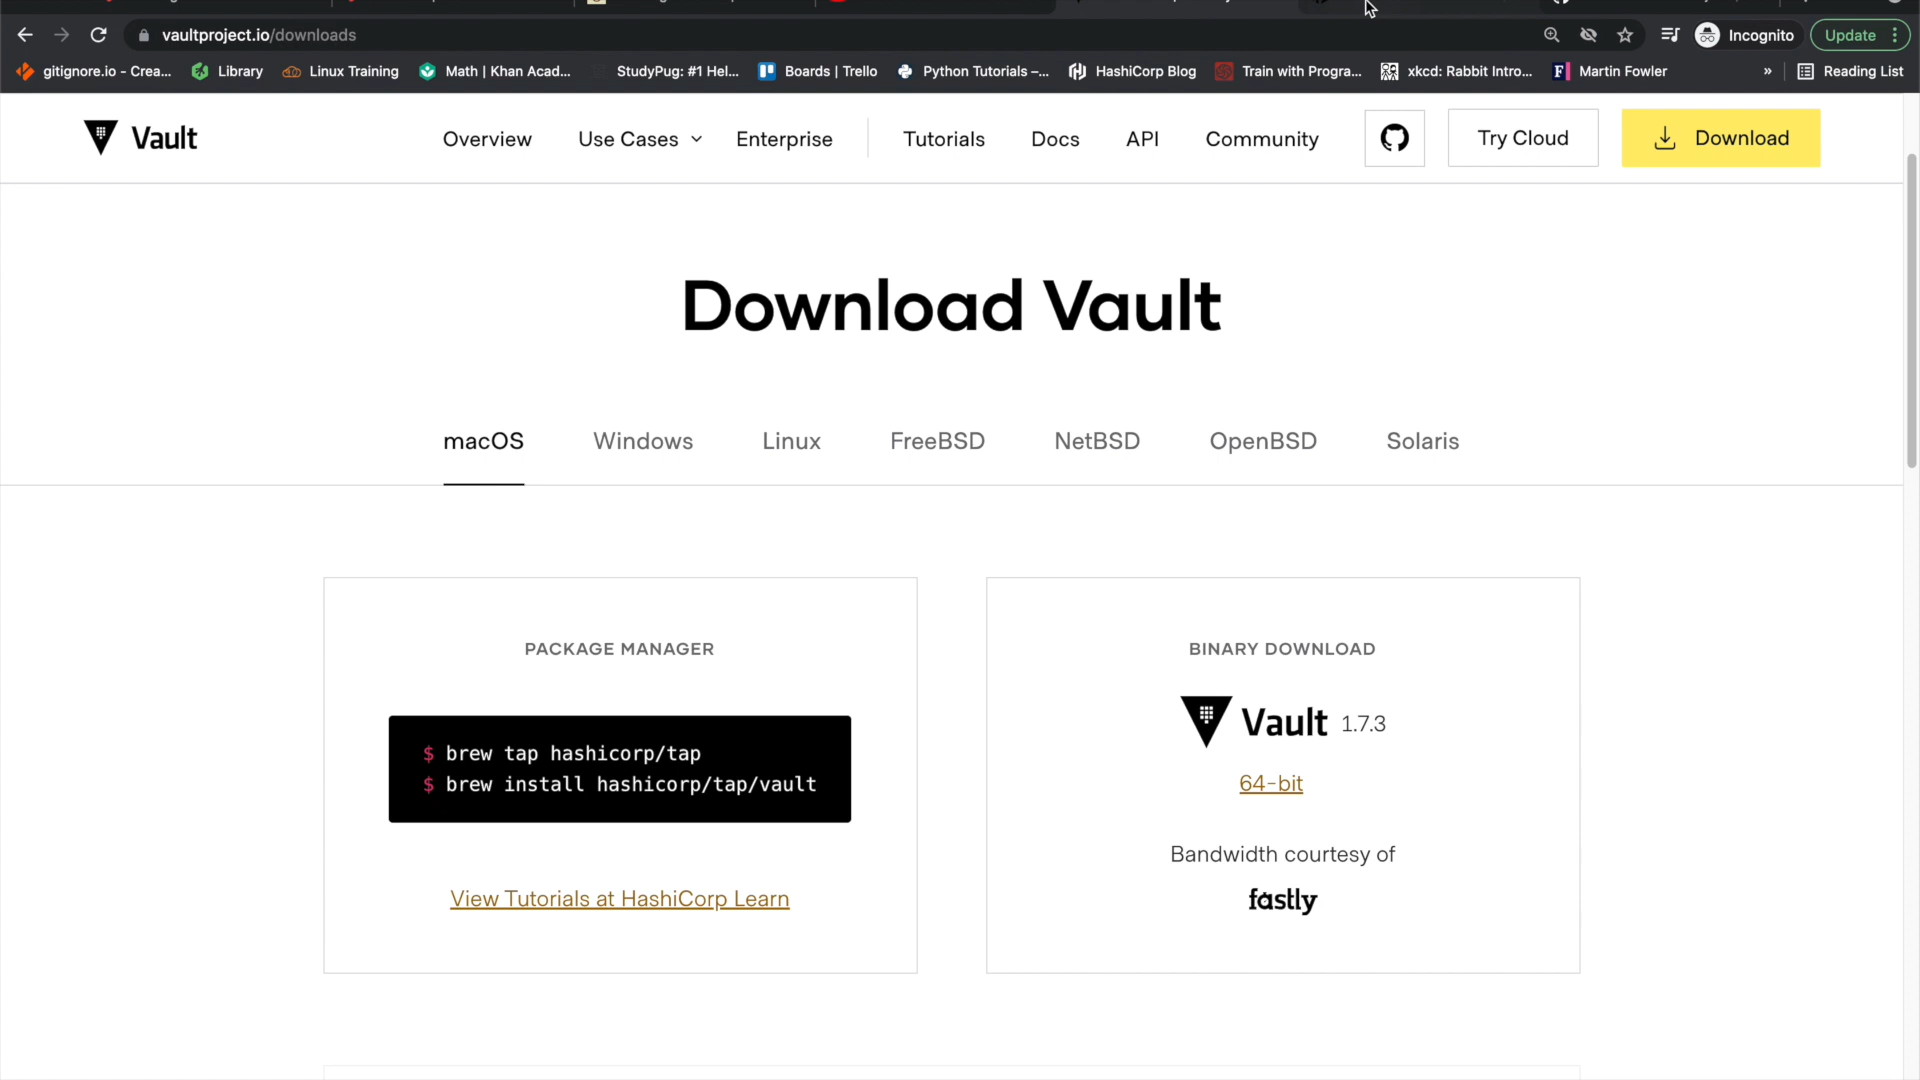 vaultproject.io/downloads
Incognito
Update
gitignore.io - Crea...
Library
Linux Training
Math | Khan Acad...
StudyPug: #1 Hel...
Boards | Trello
Python Tutorials –...
HashiCorp Blog
Train with Progra...
xkcd: Rabbit Intro...
Martin Fowler
»
Reading List
Vault
Overview
Use Cases
Enterprise
Tutorials
Docs
API
Community
Try Cloud
Download
Download Vault
macOS
Windows
Linux
FreeBSD
NetBSD
OpenBSD
Solaris
PACKAGE MANAGER
$ brew tap hashicorp/tap
$ brew install hashicorp/tap/vault
View Tutorials at HashiCorp Learn
BINARY DOWNLOAD
Vault 1.7.3
64-bit
Bandwidth courtesy of
fastly